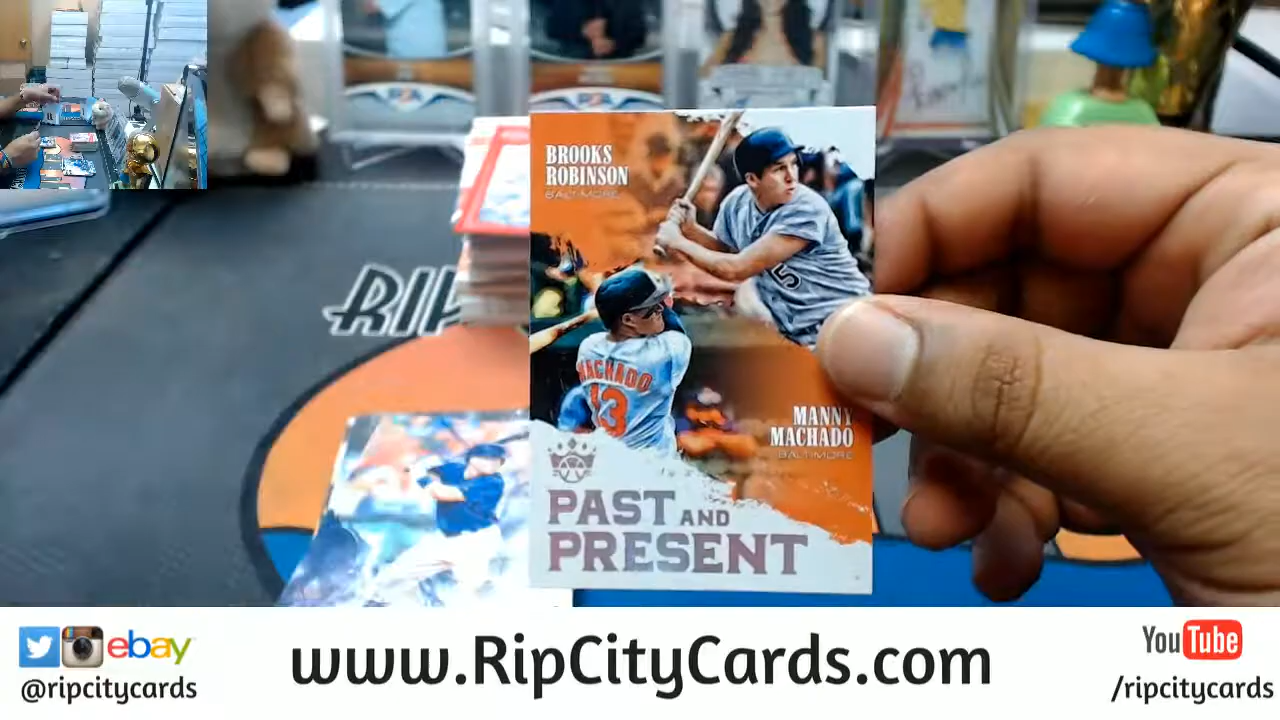 BROOKS
ROBINSON
BALTIMORE
5
MACHADO
13
MANNY
MACHADO
BALTIMORE
PAST AND
PRESENT
RIP
ebay
@ripcitycards
www.RipCityCards.com
YouTube
/ripcitycards